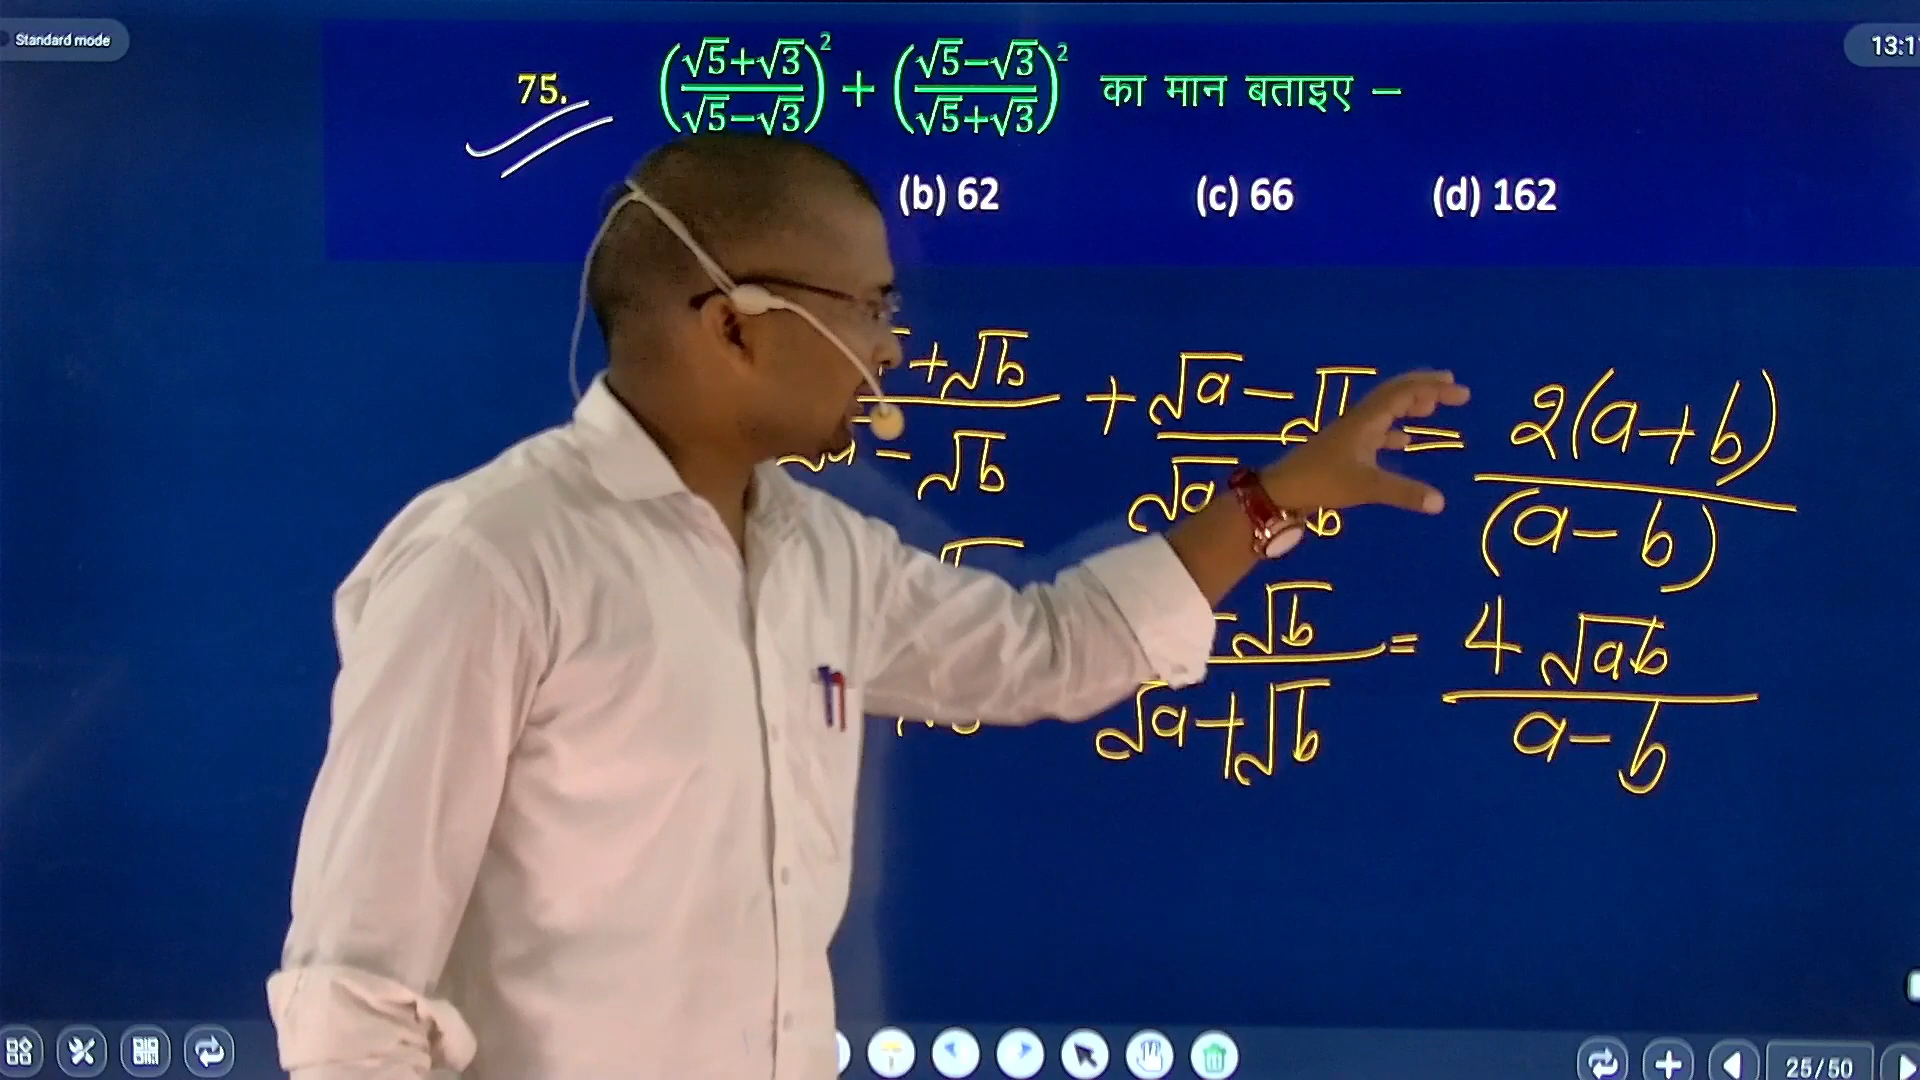 Standard mode
13:1
75. (√5+√3/√5−√3)² + (√5−√3/√5+√3)² का मान बताइए −
(b) 62 (c) 66 (d) 162
+√b + √a − √ = 2(a+b)
− √b √a b (a−b)
−√b = 4√ab
√a+√b a−b
25/50